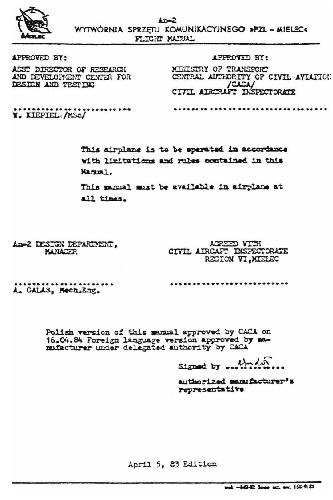 Mielec
An-2
WYTWÓRNIA SPRZĘTU KOMUNIKACYJNEGO »PZL - MIELEC«
FLIGHT MANUAL
APPROVED BY:
ASST DIRECTOR OF RESEARCH
AND DEVELOPMENT CENTER FOR
DESIGN AND TESTING
W. KIEPIEL /MSc/
APPROVED BY:
MINISTRY OF TRANSPORT
CENTRAL AUTHORITY OF CIVIL AVIATION
/CACA/
CIVIL AIRCRAFT INSPECTORATE
This airplane is to be operated in accordance
with limitations and rules contained in this
Manual.
This manual must be available in airplane at
all times.
An-2 DESIGN DEPARTMENT,
MANAGER
A. GALAS, Mech.Eng.
AGREED WITH
CIVIL AIRCAFT INSPECTORATE
REGION VI,MIELEC
Polish version of this manual approved by CACA on
16.04.84 Foreign language version approved by ma-
nufacturer under delegated authority by CACA
Signed by
authorized manufacturer's
representative
April 5, 83 Edition